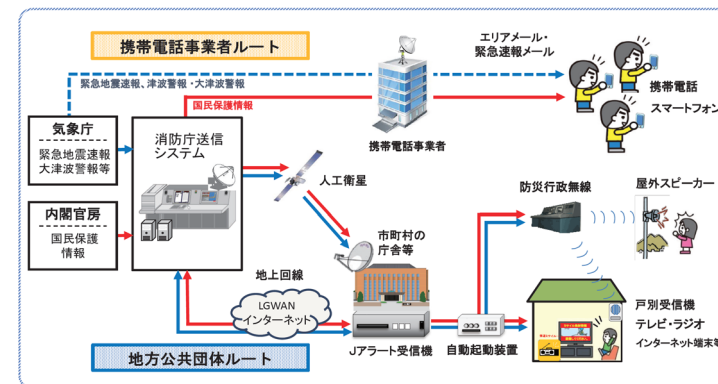 携帯電話事業者ルート
エリアメール・
緊急速報メール
緊急地震速報、津波警報・大津波警報
国民保護情報
携帯電話
スマートフォン
携帯電話事業者
気象庁
緊急地震速報
大津波警報等
消防庁送信
システム
人工衛星
内閣官房
国民保護
情報
防災行政無線
屋外スピーカー
市町村の
庁舎等
地上回線
LGWAN
インターネット
Jアラート受信機
自動起動装置
戸別受信機
テレビ・ラジオ
インターネット端末等
地方公共団体ルート